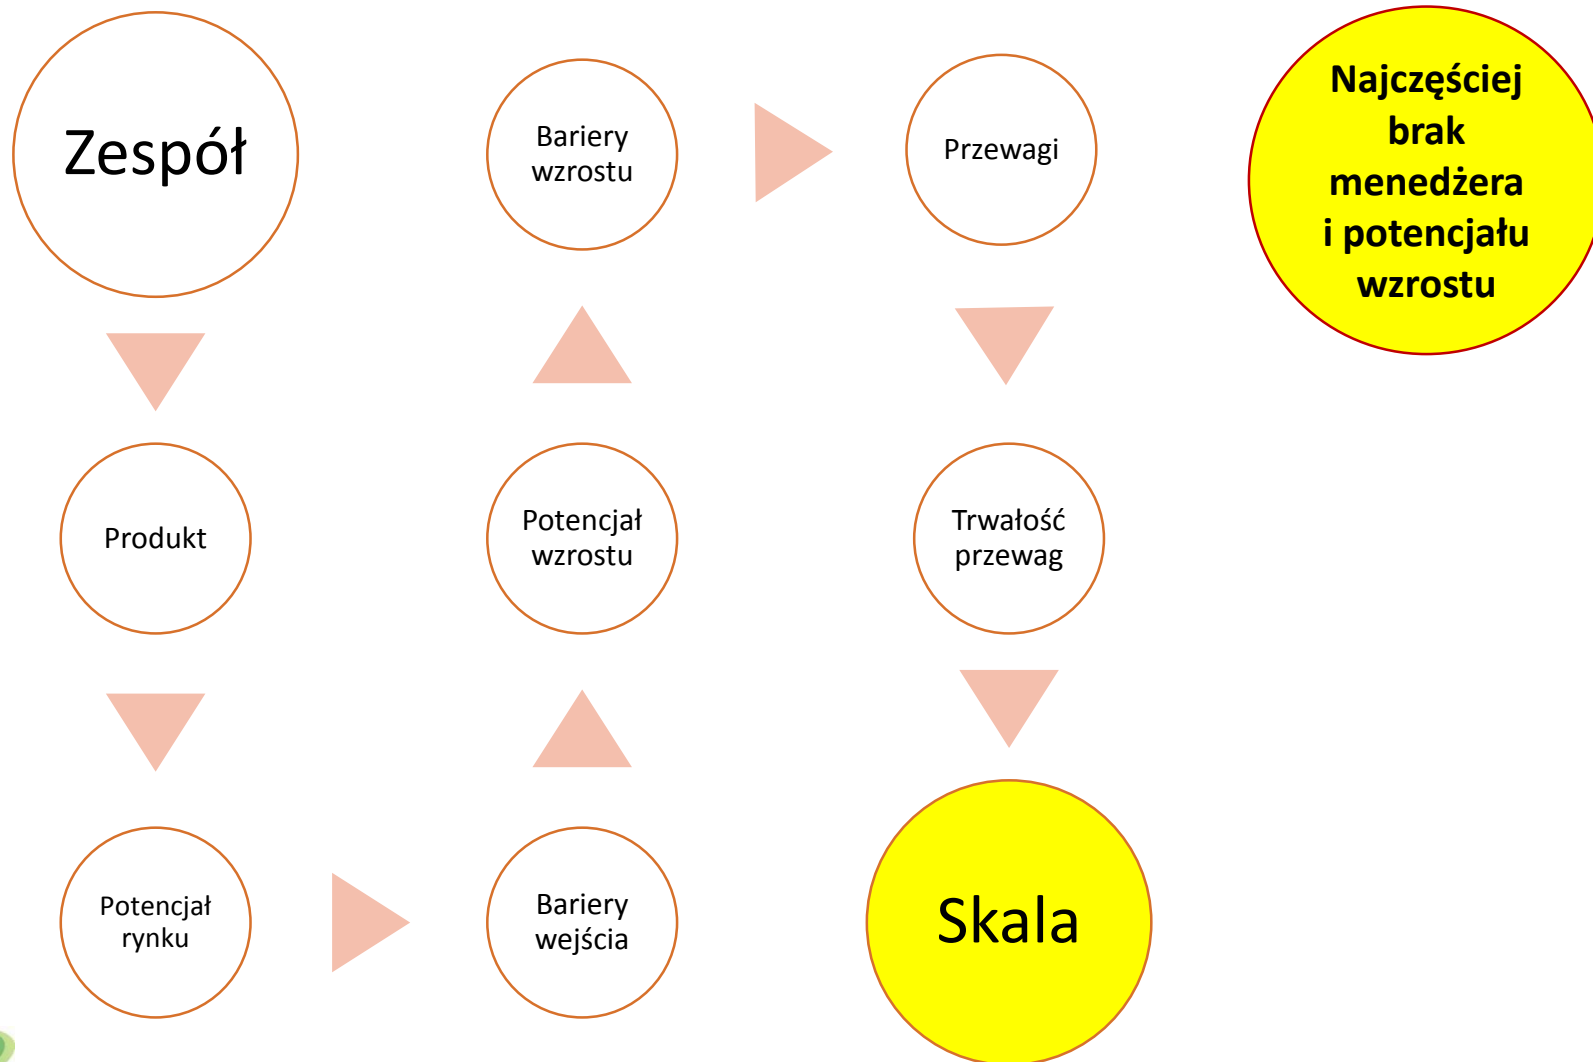 Zespół
Produkt
Potencjał
rynku
Bariery
wejścia
Potencjał
wzrostu
Bariery
wzrostu
Przewagi
Trwałość
przewag
Skala
Najczęściej
brak
menedżera
i potencjału
wzrostu